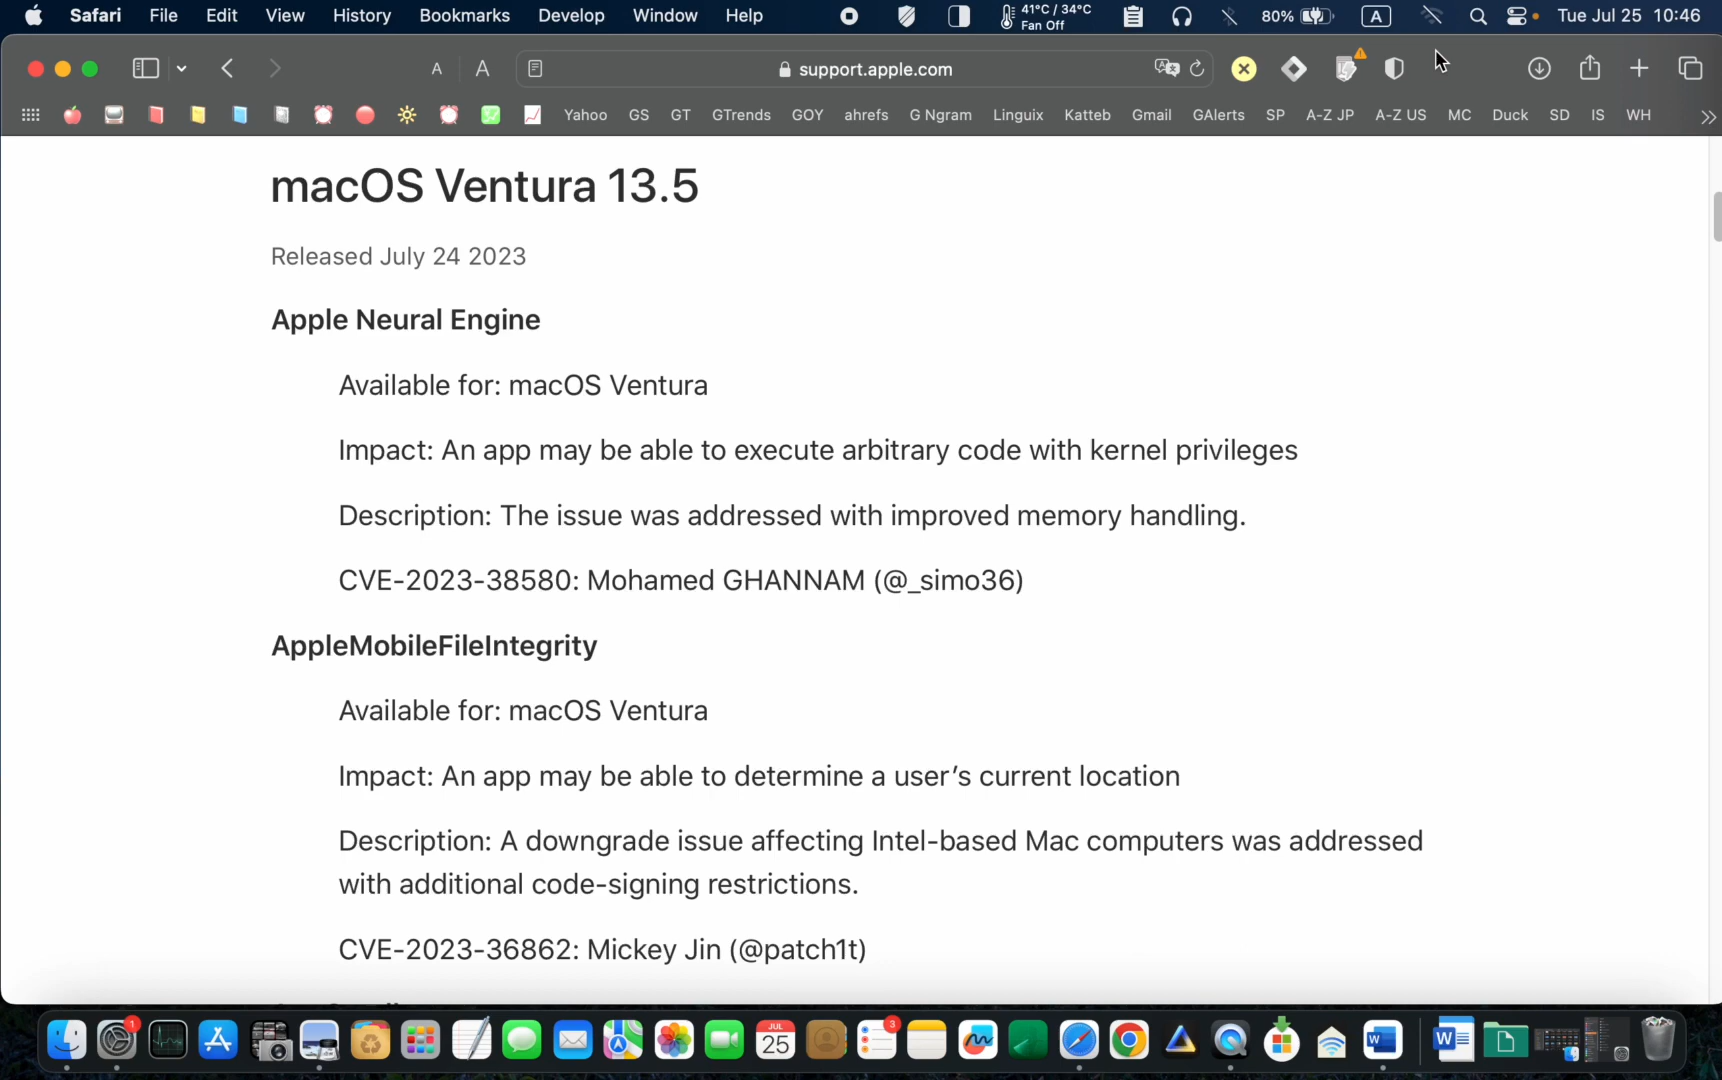 Safari File Edit View History Bookmarks Develop Window Help 41°C / 34°C Fan Off 80% A Tue Jul 25 10:46
A A support.apple.com
Yahoo GS GT GTrends GOY ahrefs G Ngram Linguix Katteb Gmail GAlerts SP A-Z JP A-Z US MC Duck SD IS WH
macOS Ventura 13.5
Released July 24 2023
Apple Neural Engine
Available for: macOS Ventura
Impact: An app may be able to execute arbitrary code with kernel privileges
Description: The issue was addressed with improved memory handling.
CVE-2023-38580: Mohamed GHANNAM (@_simo36)
AppleMobileFileIntegrity
Available for: macOS Ventura
Impact: An app may be able to determine a user's current location
Description: A downgrade issue affecting Intel-based Mac computers was addressed
with additional code-signing restrictions.
CVE-2023-36862: Mickey Jin (@patch1t)
1 JUL 25 3 W W